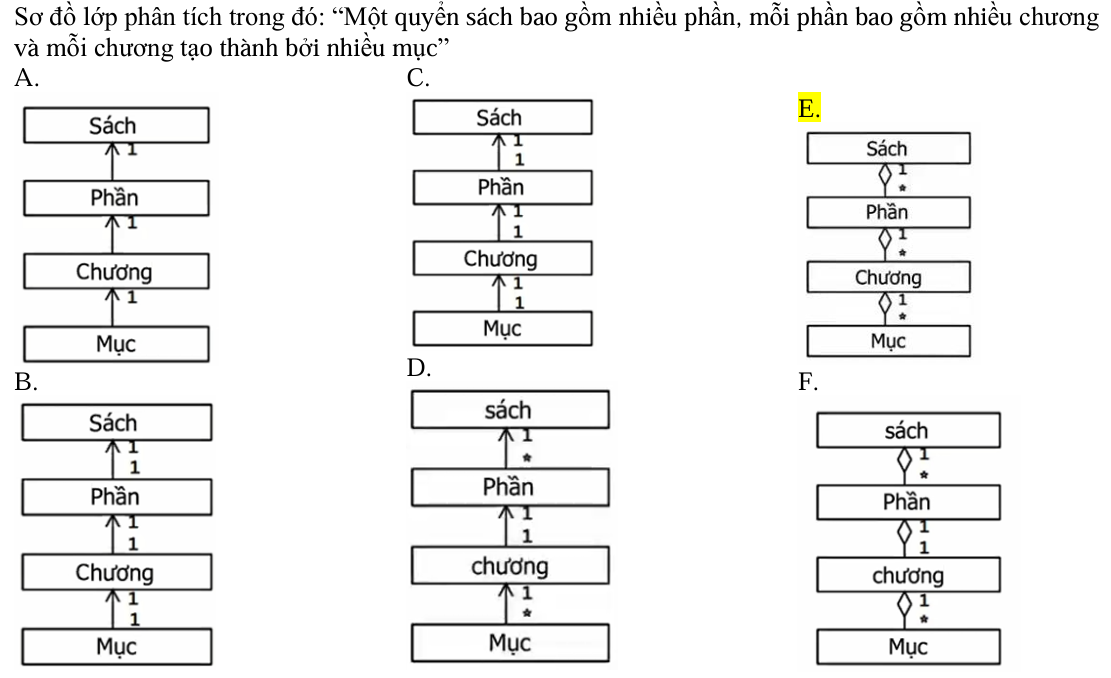 Sơ đồ lớp phân tích trong đó: “Một quyển sách bao gồm nhiều phần, mỗi phần bao gồm nhiều chương
và mỗi chương tạo thành bởi nhiều mục”
A.
Sách
1
Phần
1
Chương
1
Mục
B.
Sách
1
1
Phần
1
1
Chương
1
1
Mục
C.
Sách
1
1
Phần
1
1
Chương
1
1
Mục
D.
sách
1
*
Phần
1
1
chương
1
*
Mục
E.
Sách
1
*
Phần
1
*
Chương
1
*
Mục
F.
sách
1
*
Phần
1
1
chương
1
*
Mục